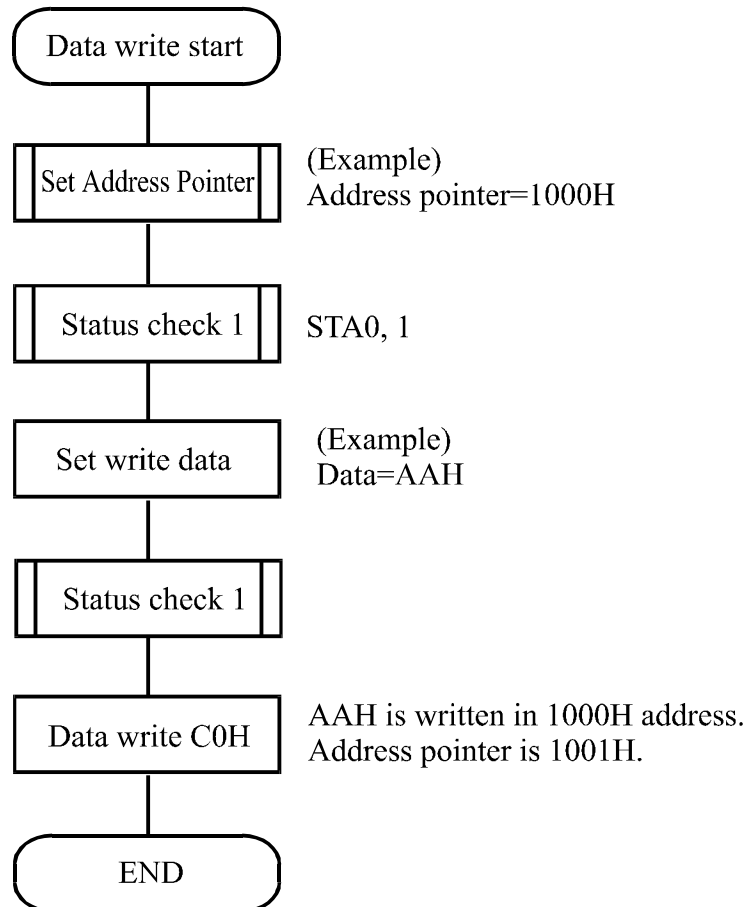 Data write start
Set Address Pointer
(Example)
Address pointer=1000H
Status check 1
STA0, 1
Set write data
(Example)
Data=AAH
Status check 1
Data write C0H
AAH is written in 1000H address.
Address pointer is 1001H.
END